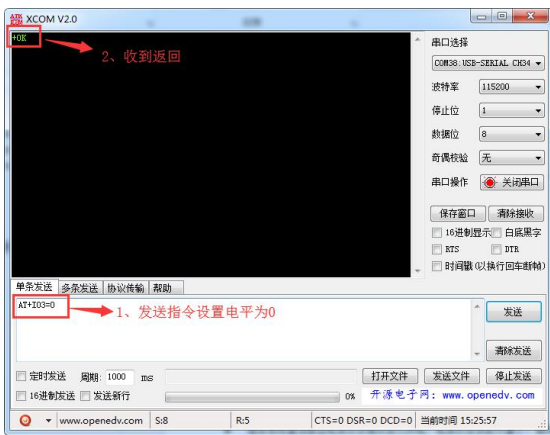 XCOM V2.0
+OK
2、收到返回
串口选择
COM38:USB-SERIAL CH34
波特率 115200
停止位 1
数据位 8
奇偶校验 无
串口操作 关闭串口
保存窗口 清除接收
16进制显示 白底黑字
RTS DTR
时间戳(以换行回车断帧)
单条发送 多条发送 协议传输 帮助
AT+IO3=0
1、发送指令设置电平为0
发送
清除发送
定时发送 周期: 1000 ms 打开文件 发送文件 停止发送
16进制发送 发送新行 0% 开源电子网: www.openedv.com
www.openedv.com S:8 R:5 CTS=0 DSR=0 DCD=0 当前时间 15:25:57